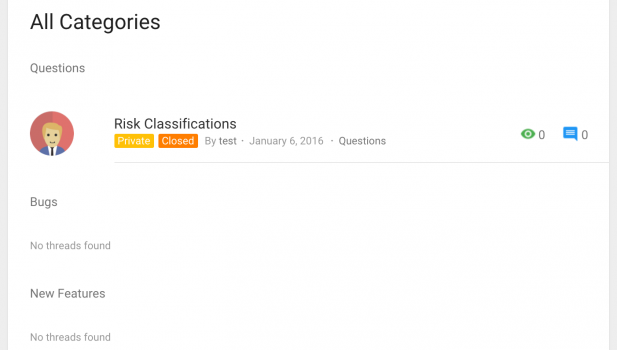 All Categories
Questions
Risk Classifications
Private Closed By test · January 6, 2016 · Questions
0 0
Bugs
No threads found
New Features
No threads found